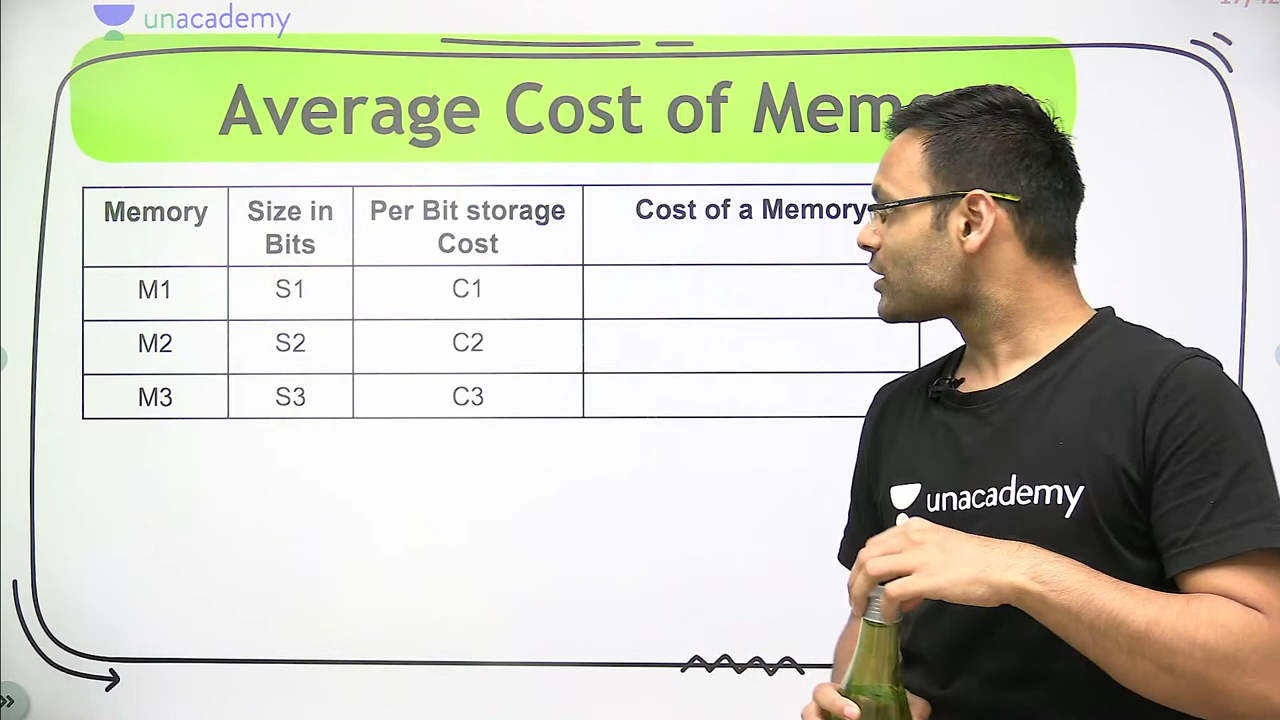 unacademy
Average Cost of
Memory
Size in Bits
Per Bit storage Cost
Cost of a Memory
M1 S1 C1
M2 S2 C2
M3 S3 C3
unacademy